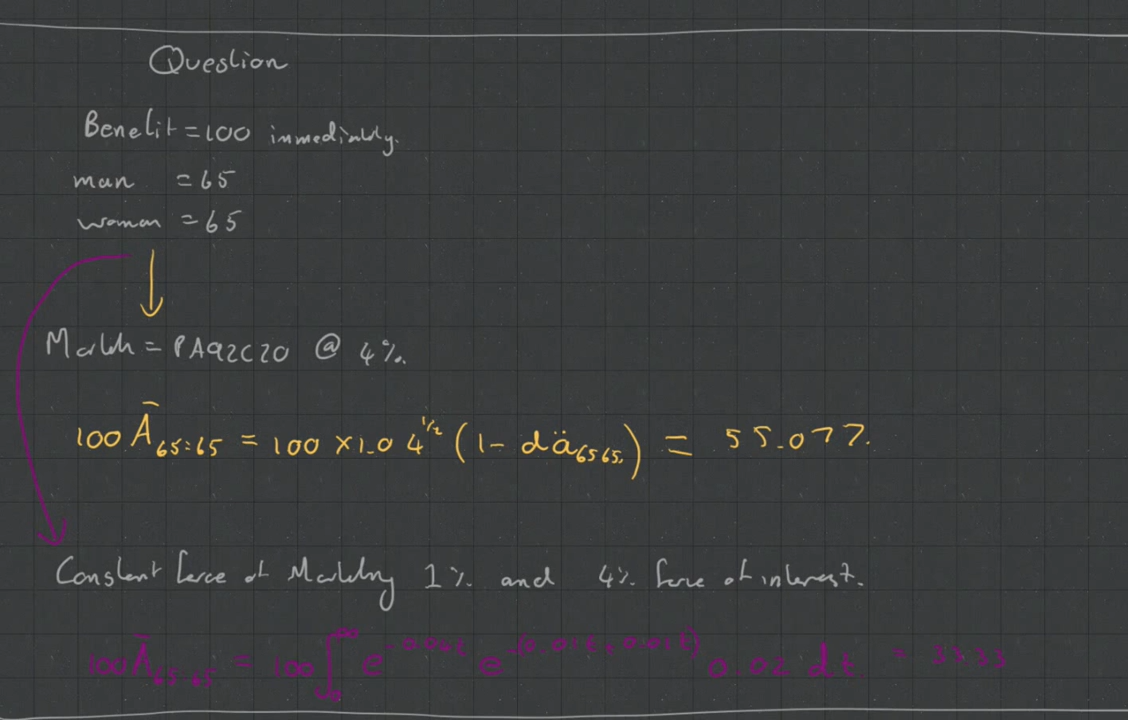 Question
Benefit = 100 immediately.
man = 65
woman = 65
PA92C20 @ 4%.
100 Ā65:65 = 100 × 1.04^1/2 (1 - dä65:65) = 55.077.
Constant force of Mortality 1% and 4% force of interest.
100 Ā65:65 = 100 ∫₀^∞ e^-0.04t e^-(0.01t+0.01t) 0.02 dt = 33.33